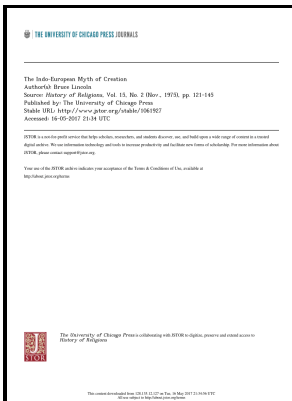 THE UNIVERSITY OF CHICAGO PRESS JOURNALS
The Indo-European Myth of Creation
Author(s): Bruce Lincoln
Source: History of Religions, Vol. 15, No. 2 (Nov., 1975), pp. 121-145
Published by: The University of Chicago Press
Stable URL: http://www.jstor.org/stable/1061927
Accessed: 16-05-2017 21:34 UTC
JSTOR is a not-for-profit service that helps scholars, researchers, and students discover, use, and build upon a wide range of content in a trusted
digital archive. We use information technology and tools to increase productivity and facilitate new forms of scholarship. For more information about
JSTOR, please contact support@jstor.org.
Your use of the JSTOR archive indicates your acceptance of the Terms & Conditions of Use, available at
http://about.jstor.org/terms
The University of Chicago Press is collaborating with JSTOR to digitize, preserve and extend access to
History of Religions
JSTOR
This content downloaded from on Tue, 16 May 2017 21:34:56 UTC
All use subject to http://about.jstor.org/terms